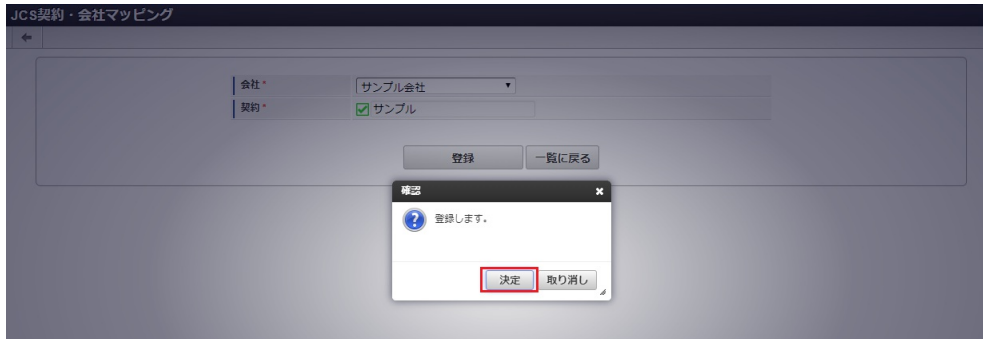 JCS契約・会社マッピング
会社*
サンプル会社
契約*
サンプル
登録 一覧に戻る
確認
登録します。
決定 取り消し